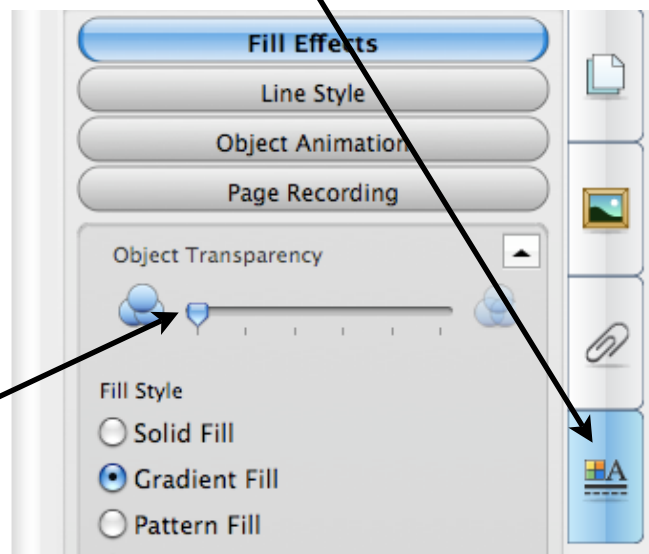 Fill Effects
Line Style
Object Animation
Page Recording
Object Transparency
Fill Style
Solid Fill
Gradient Fill
Pattern Fill
A